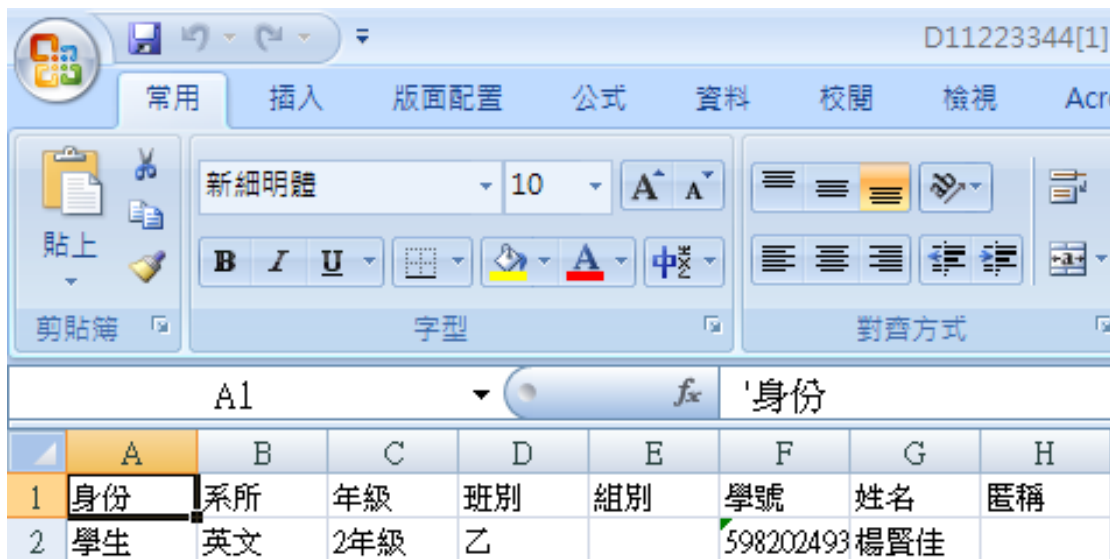 D11223344[1]
常用 插入 版面配置 公式 資料 校閱 檢視 Acr
新細明體 10 A A
貼上 B I U A 中
剪貼簿 字型 對齊方式
A1 fx '身份
A B C D E F G H
1 身份 系所 年級 班別 組別 學號 姓名 匿稱
2 學生 英文 2年級 乙 598202493 楊賢佳